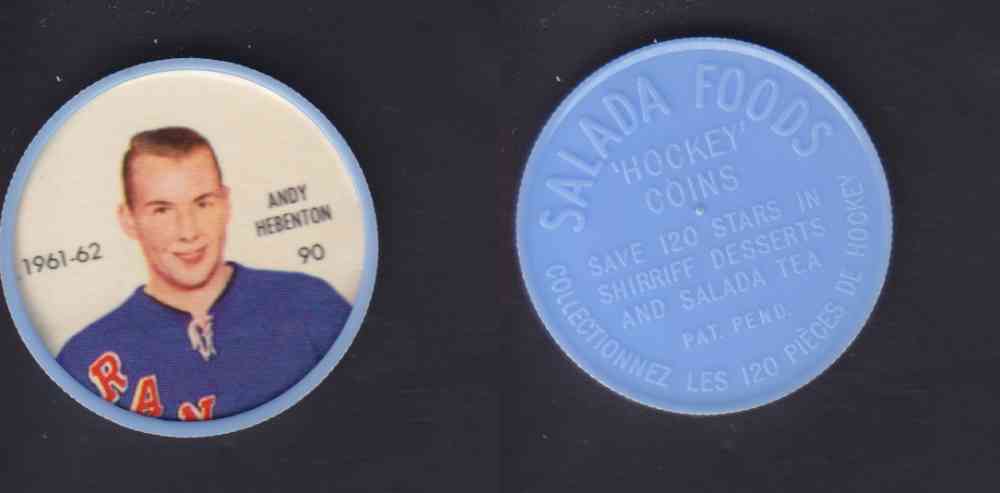 1961-62
ANDY
HEBENTON
90
RAN
SALADA FOODS
'HOCKEY'
COINS
SAVE 120 STARS IN
SHIRRIFF DESSERTS
AND SALADA TEA
PAT. PEND.
COLLECTIONNEZ LES 120 PIÈCES DE HOCKEY